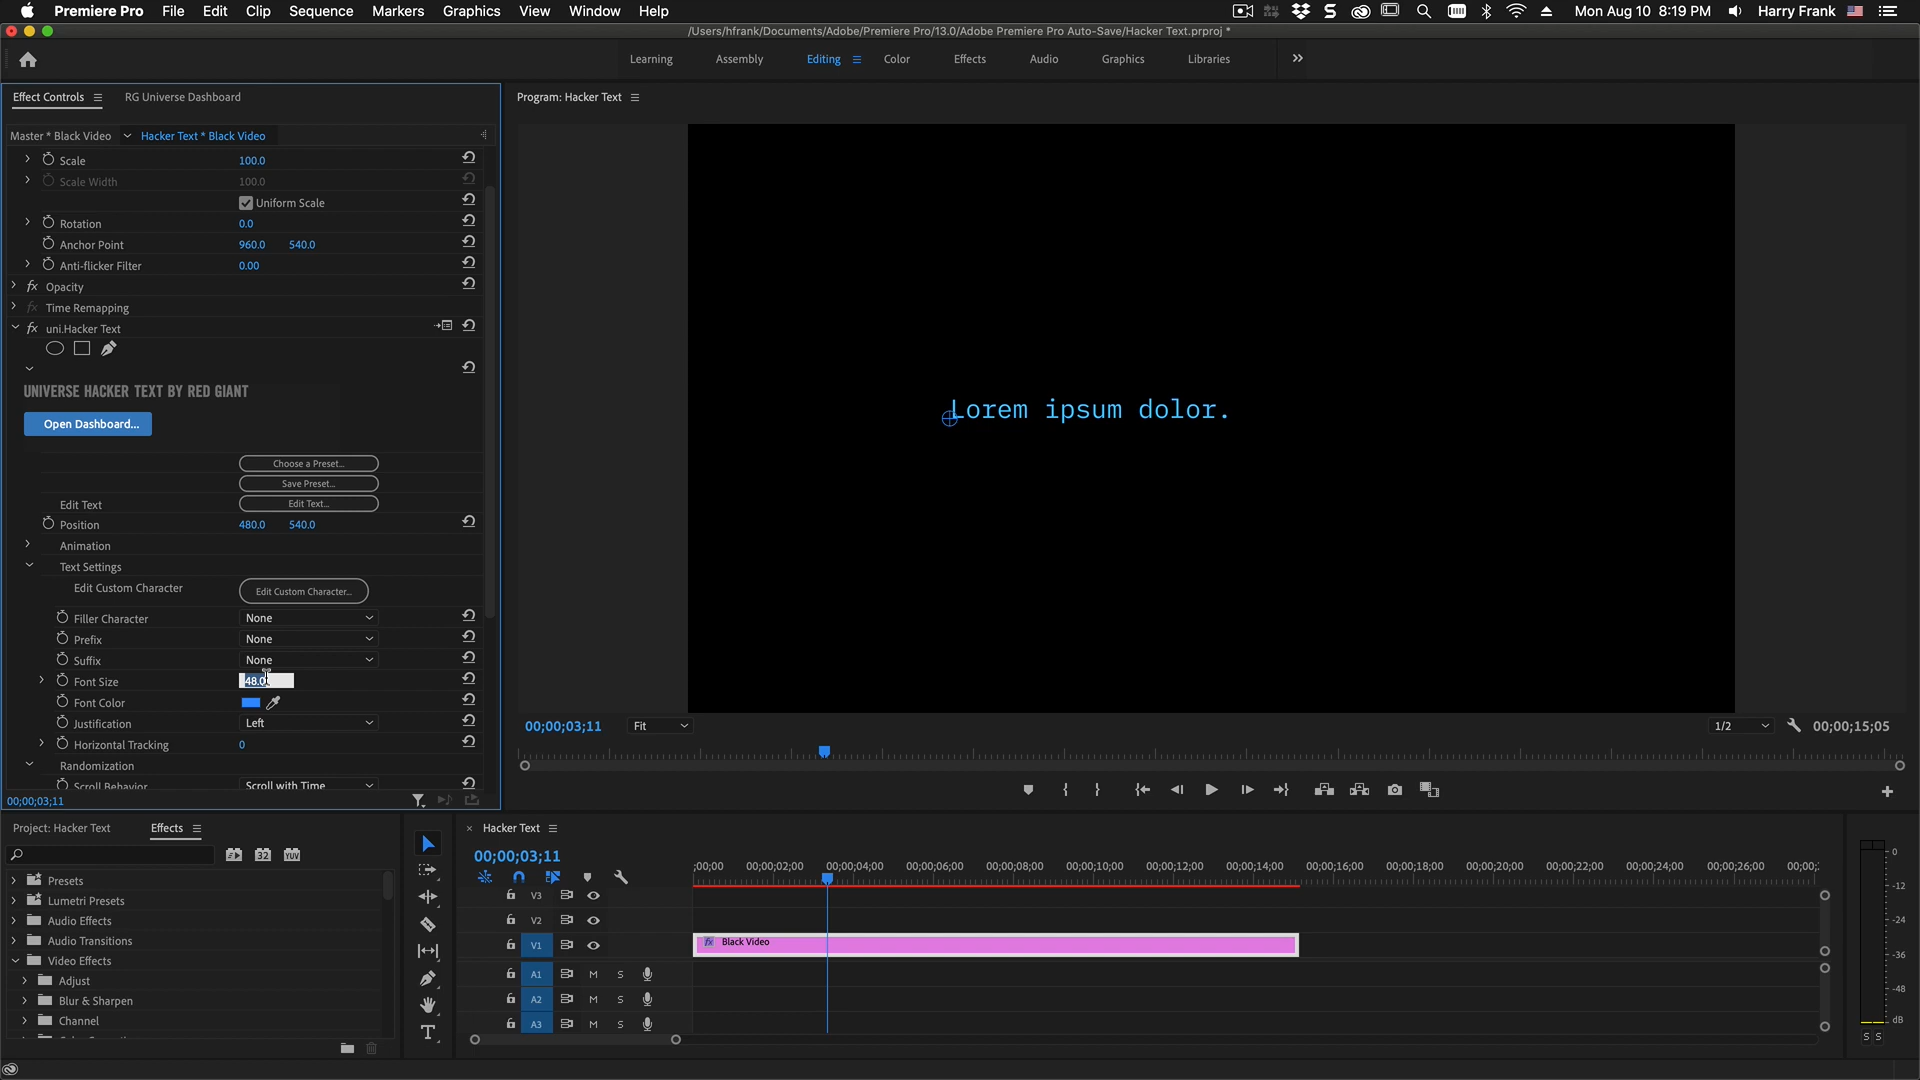 Premiere Pro File Edit Clip Sequence Markers Graphics View Window Help Mon Aug 10 8:19 PM Harry Frank
/Users/hfrank/Documents/Adobe/Premiere Pro/13.0/Adobe Premiere Pro Auto-Save/Hacker Text.prproj *
Learning Assembly Editing Color Effects Audio Graphics Libraries
Effect Controls RG Universe Dashboard
Program: Hacker Text
Master * Black Video Hacker Text * Black Video
Scale 100.0
Scale Width 100.0
Uniform Scale
Rotation 0.0
Anchor Point 960.0 540.0
Anti-flicker Filter 0.00
fx Opacity
fx Time Remapping
fx uni.Hacker Text
UNIVERSE HACKER TEXT BY RED GIANT
Open Dashboard...
Choose a Preset...
Save Preset...
Edit Text Edit Text...
Position 480.0 540.0
Animation
Text Settings
Edit Custom Character Edit Custom Character...
Filler Character None
Prefix None
Suffix None
Font Size 48.0
Font Color
Justification Left
Horizontal Tracking 0
Randomization
Scroll Behavior Scroll with Time
00;00;03;11
Lorem ipsum dolor.
00;00;03;11 Fit 1/2 00;00;15;05
Project: Hacker Text Effects
32 YUV
Presets
Lumetri Presets
Audio Effects
Audio Transitions
Video Effects
Adjust
Blur & Sharpen
Channel
× Hacker Text
00;00;03;11
;00;00 00;00;02;00 00;00;04;00 00;00;06;00 00;00;08;00 00;00;10;00 00;00;12;00 00;00;14;00 00;00;16;00 00;00;18;00 00;00;20;00 00;00;22;00 00;00;24;00 00;00;26;00 00;00;
V3
V2
V1 fx Black Video
A1 M S
A2 M S
A3 M S
0
-12
-24
-36
-48
dB
S S